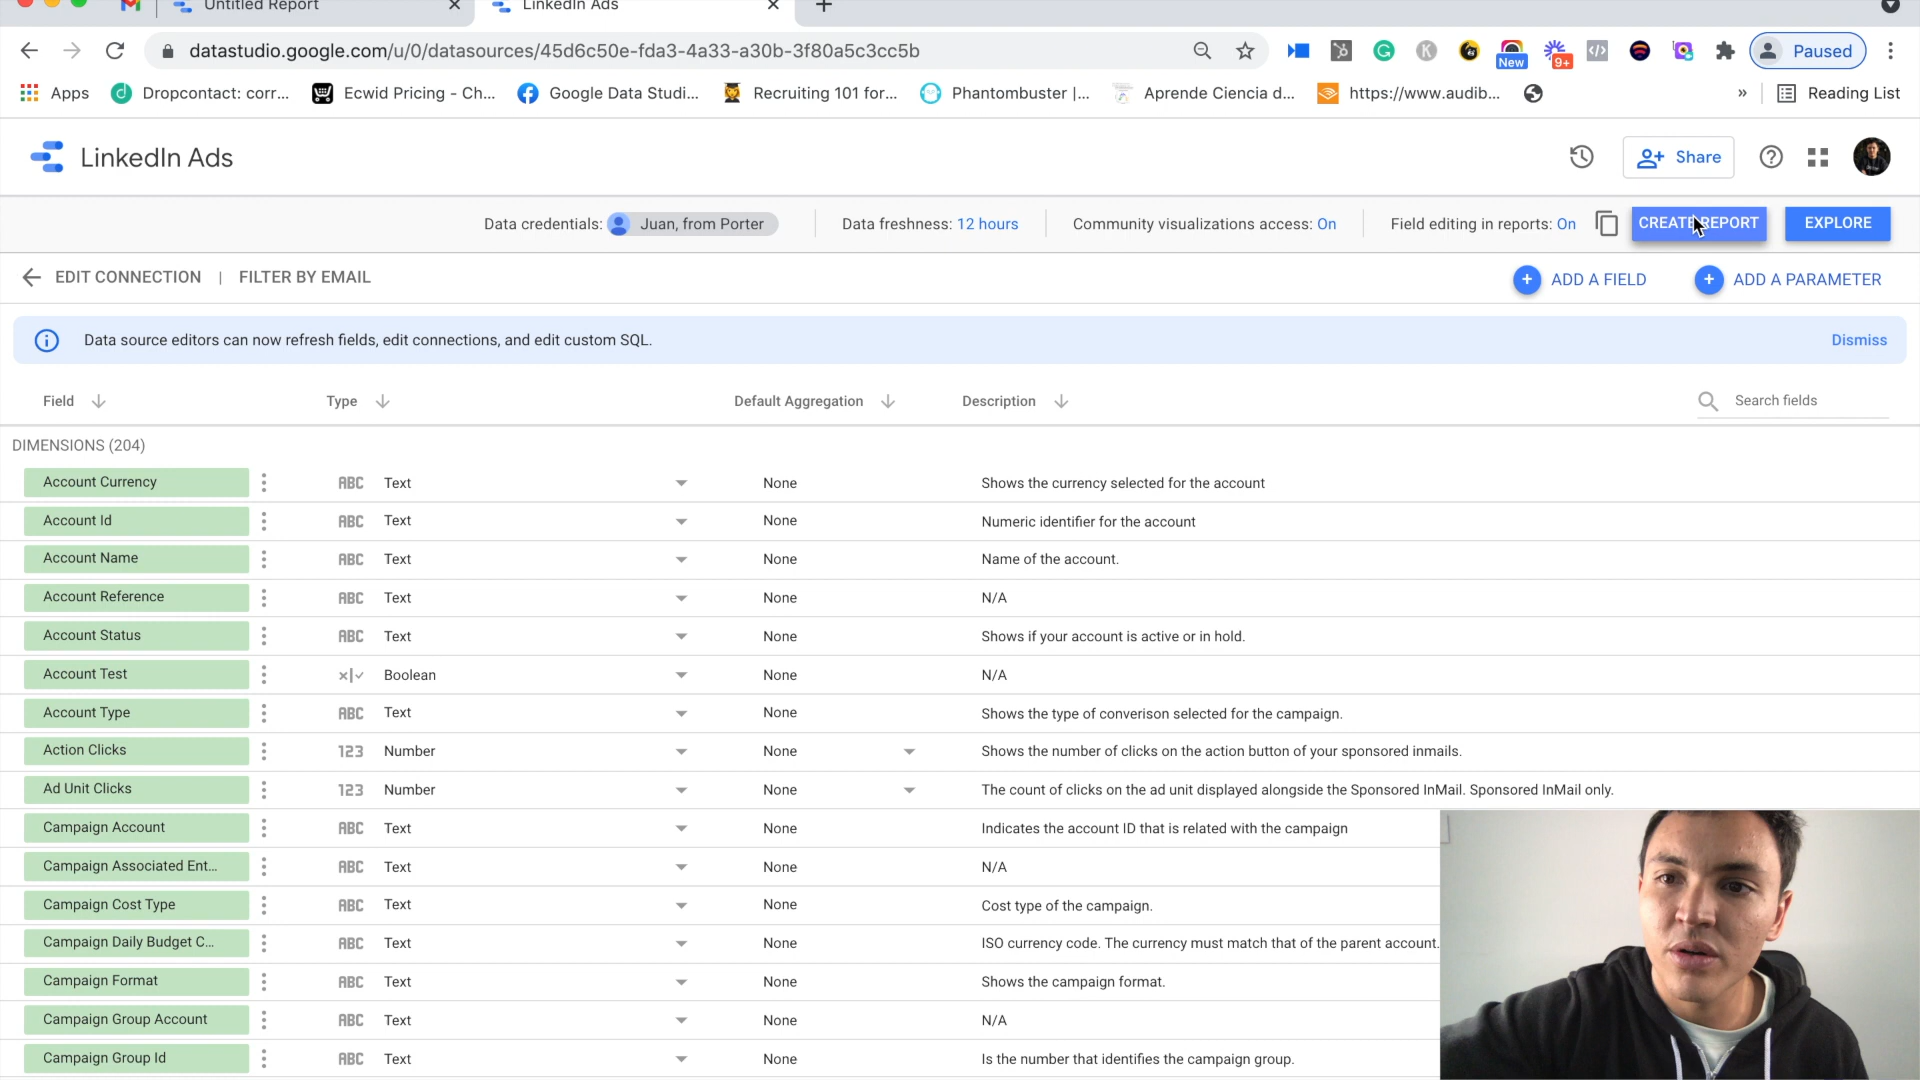 Untitled Report
LinkedIn Ads
datastudio.google.com/u/0/datasources/45d6c50e-fda3-4a33-a30b-3f80a5c3cc5b
New
9+
Paused
Apps
Dropcontact: corr...
Ecwid Pricing - Ch...
Google Data Studi...
Recruiting 101 for...
Phantombuster |...
Aprende Ciencia d...
https://www.audib...
»
Reading List
LinkedIn Ads
Share
Data credentials: Juan, from Porter
Data freshness: 12 hours
Community visualizations access: On
Field editing in reports: On
CREATE REPORT
EXPLORE
EDIT CONNECTION | FILTER BY EMAIL
ADD A FIELD
ADD A PARAMETER
Data source editors can now refresh fields, edit connections, and edit custom SQL.
Dismiss
Field Type Default Aggregation Description Search fields
DIMENSIONS (204)
Account Currency ABC Text None Shows the currency selected for the account
Account Id ABC Text None Numeric identifier for the account
Account Name ABC Text None Name of the account.
Account Reference ABC Text None N/A
Account Status ABC Text None Shows if your account is active or in hold.
Account Test Boolean None N/A
Account Type ABC Text None Shows the type of converison selected for the campaign.
Action Clicks 123 Number None Shows the number of clicks on the action button of your sponsored inmails.
Ad Unit Clicks 123 Number None The count of clicks on the ad unit displayed alongside the Sponsored InMail. Sponsored InMail only.
Campaign Account ABC Text None Indicates the account ID that is related with the campaign
Campaign Associated Ent... ABC Text None N/A
Campaign Cost Type ABC Text None Cost type of the campaign.
Campaign Daily Budget C... ABC Text None ISO currency code. The currency must match that of the parent account.
Campaign Format ABC Text None Shows the campaign format.
Campaign Group Account ABC Text None N/A
Campaign Group Id ABC Text None Is the number that identifies the campaign group.